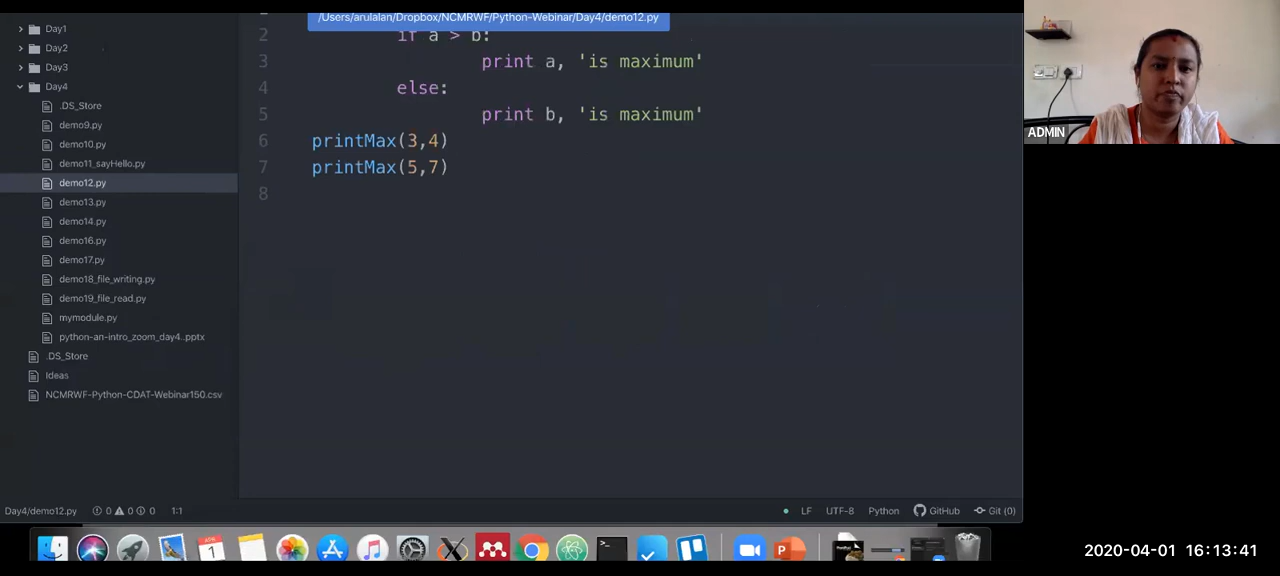 Day1
Day2
Day3
Day4
.DS_Store
demo9.py
demo10.py
demo11_sayHello.py
demo12.py
demo13.py
demo14.py
demo16.py
demo17.py
demo18_file_writing.py
demo19_file_read.py
mymodule.py
python-an-intro_zoom_day4..pptx
.DS_Store
Ideas
NCMRWF-Python-CDAT-Webinar150.csv
/Users/arulalan/Dropbox/NCMRWF/Python-Webinar/Day4/demo12.py
2 if a > b:
3 print a, 'is maximum'
4 else:
5 print b, 'is maximum'
6 printMax(3,4)
7 printMax(5,7)
8
ADMIN
Day4/demo12.py 0 0 0 1:1 LF UTF-8 Python GitHub Git (0)
1
2020-04-01 16:13:41